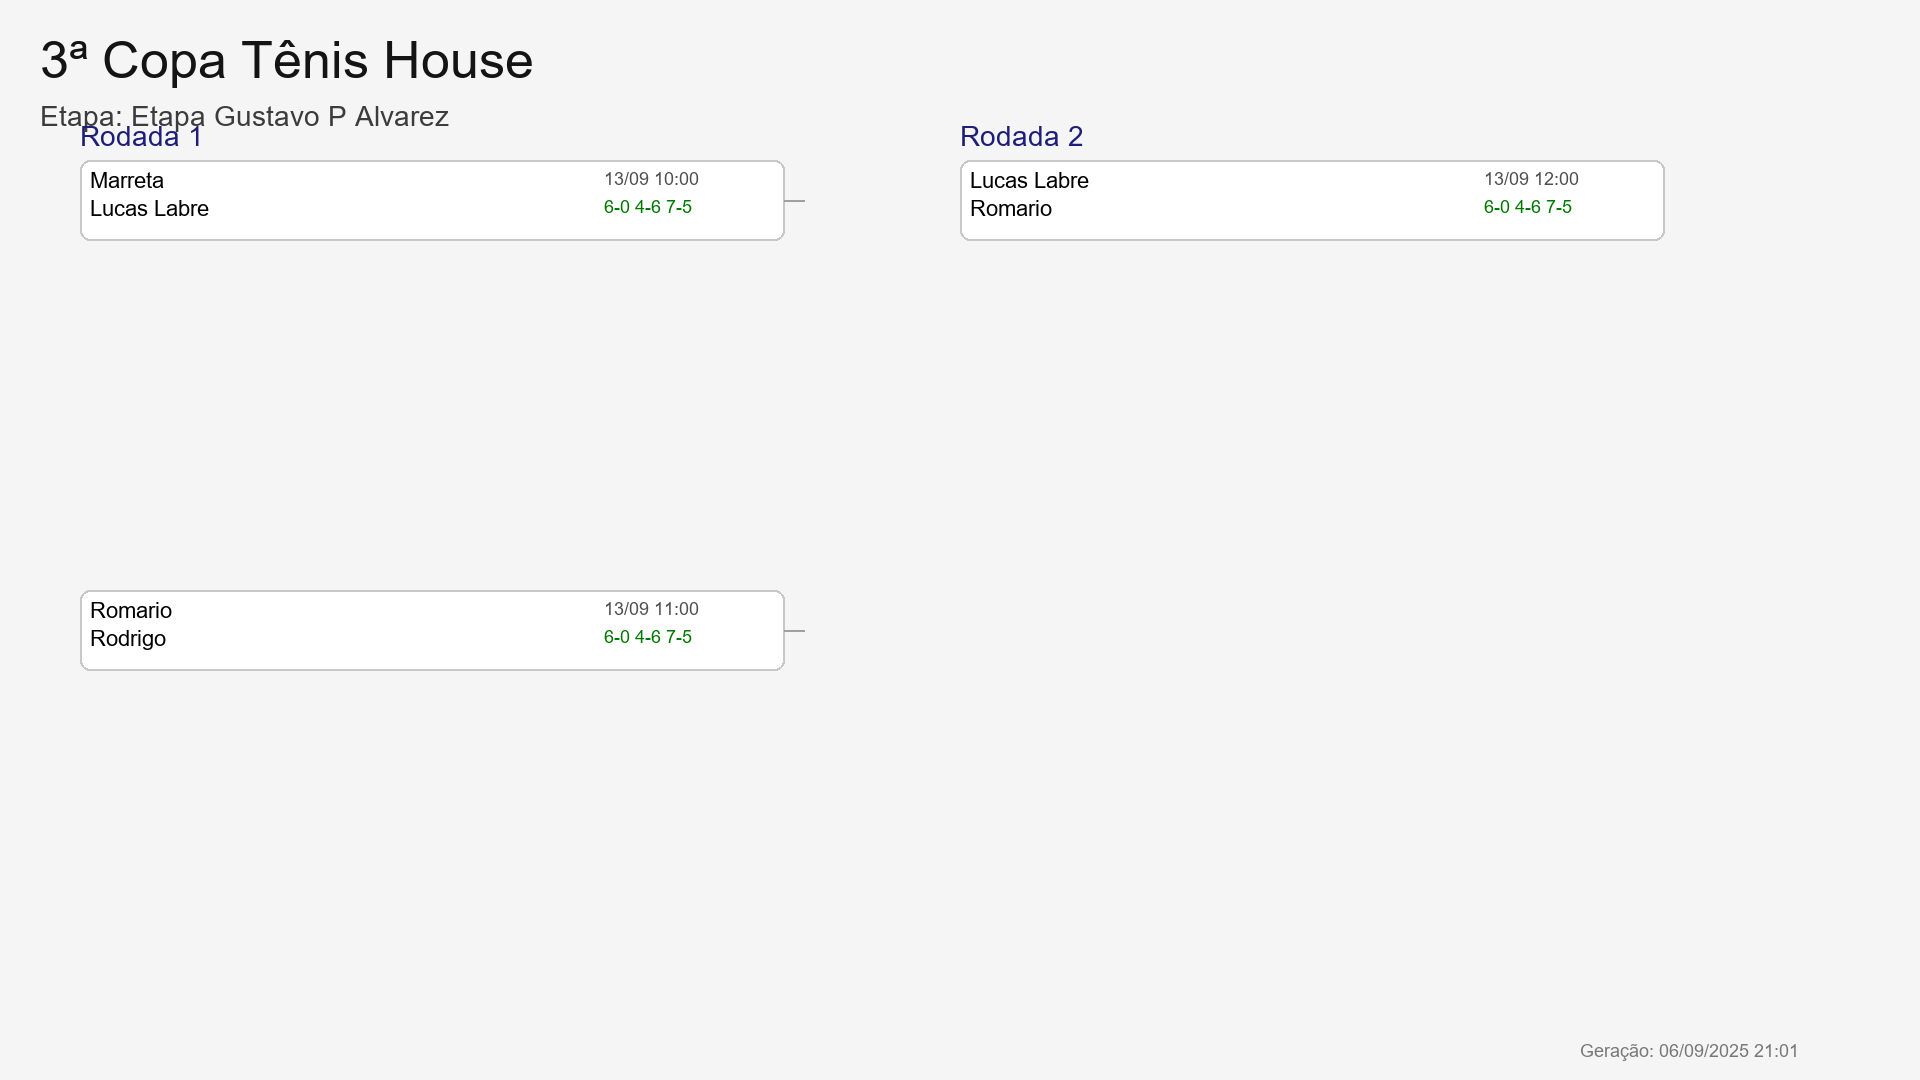 3ª Copa Tênis House
Etapa: Etapa Gustavo P Alvarez
Rodada 1
Marreta 13/09 10:00
Lucas Labre 6-0 4-6 7-5
Romario 13/09 11:00
Rodrigo 6-0 4-6 7-5
Rodada 2
Lucas Labre 13/09 12:00
Romario 6-0 4-6 7-5
Geração: 06/09/2025 21:01